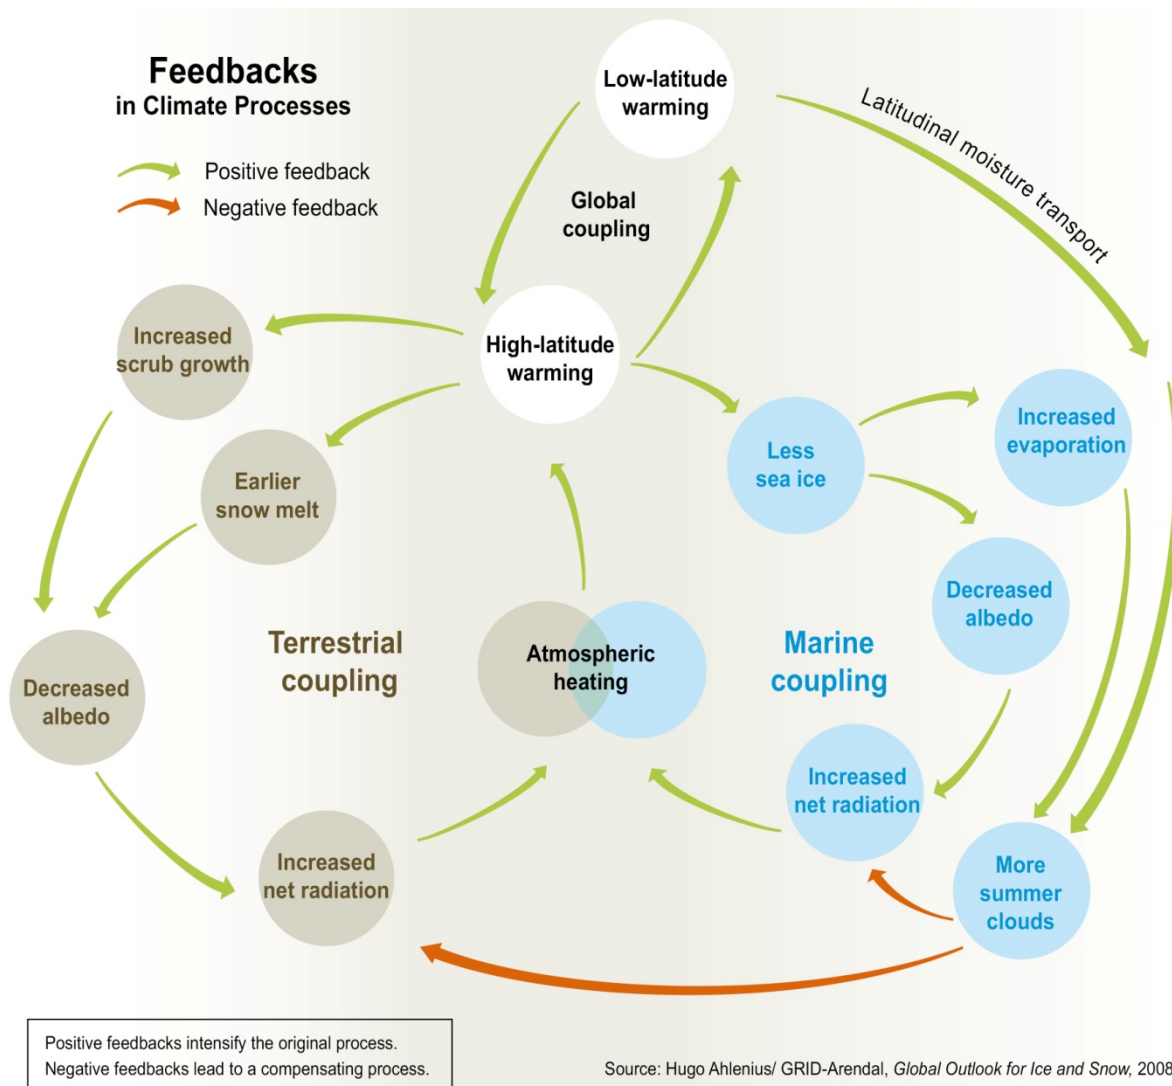 Feedbacks
in Climate Processes
Positive feedback
Negative feedback
Low-latitude
warming
Latitudinal moisture transport
Global
coupling
High-latitude
warming
Increased
scrub growth
Earlier
snow melt
Less
sea ice
Increased
evaporation
Decreased
albedo
Decreased
albedo
Terrestrial
coupling
Atmospheric
heating
Marine
coupling
Increased
net radiation
Increased
net radiation
More
summer
clouds
Positive feedbacks intensify the original process.
Negative feedbacks lead to a compensating process.
Source: Hugo Ahlenius/ GRID-Arendal, Global Outlook for Ice and Snow, 2008